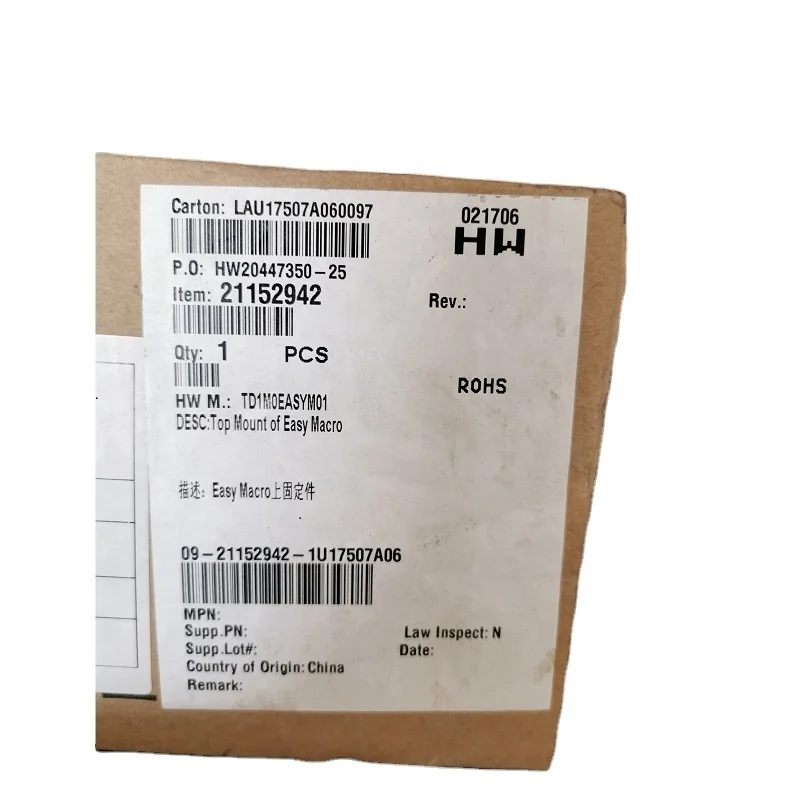 Carton: LAU17507A060097
021706
HW
P.O: HW20447350-25
Item: 21152942
Rev.:
Qty: 1 PCS
ROHS
HW M.: TD1M0EASYM01
DESC:Top Mount of Easy Macro
描述: Easy Macro上固定件
09-21152942-1U17507A06
MPN:
Supp.PN:
Law Inspect: N
Supp.Lot#:
Date:
Country of Origin: China
Remark: